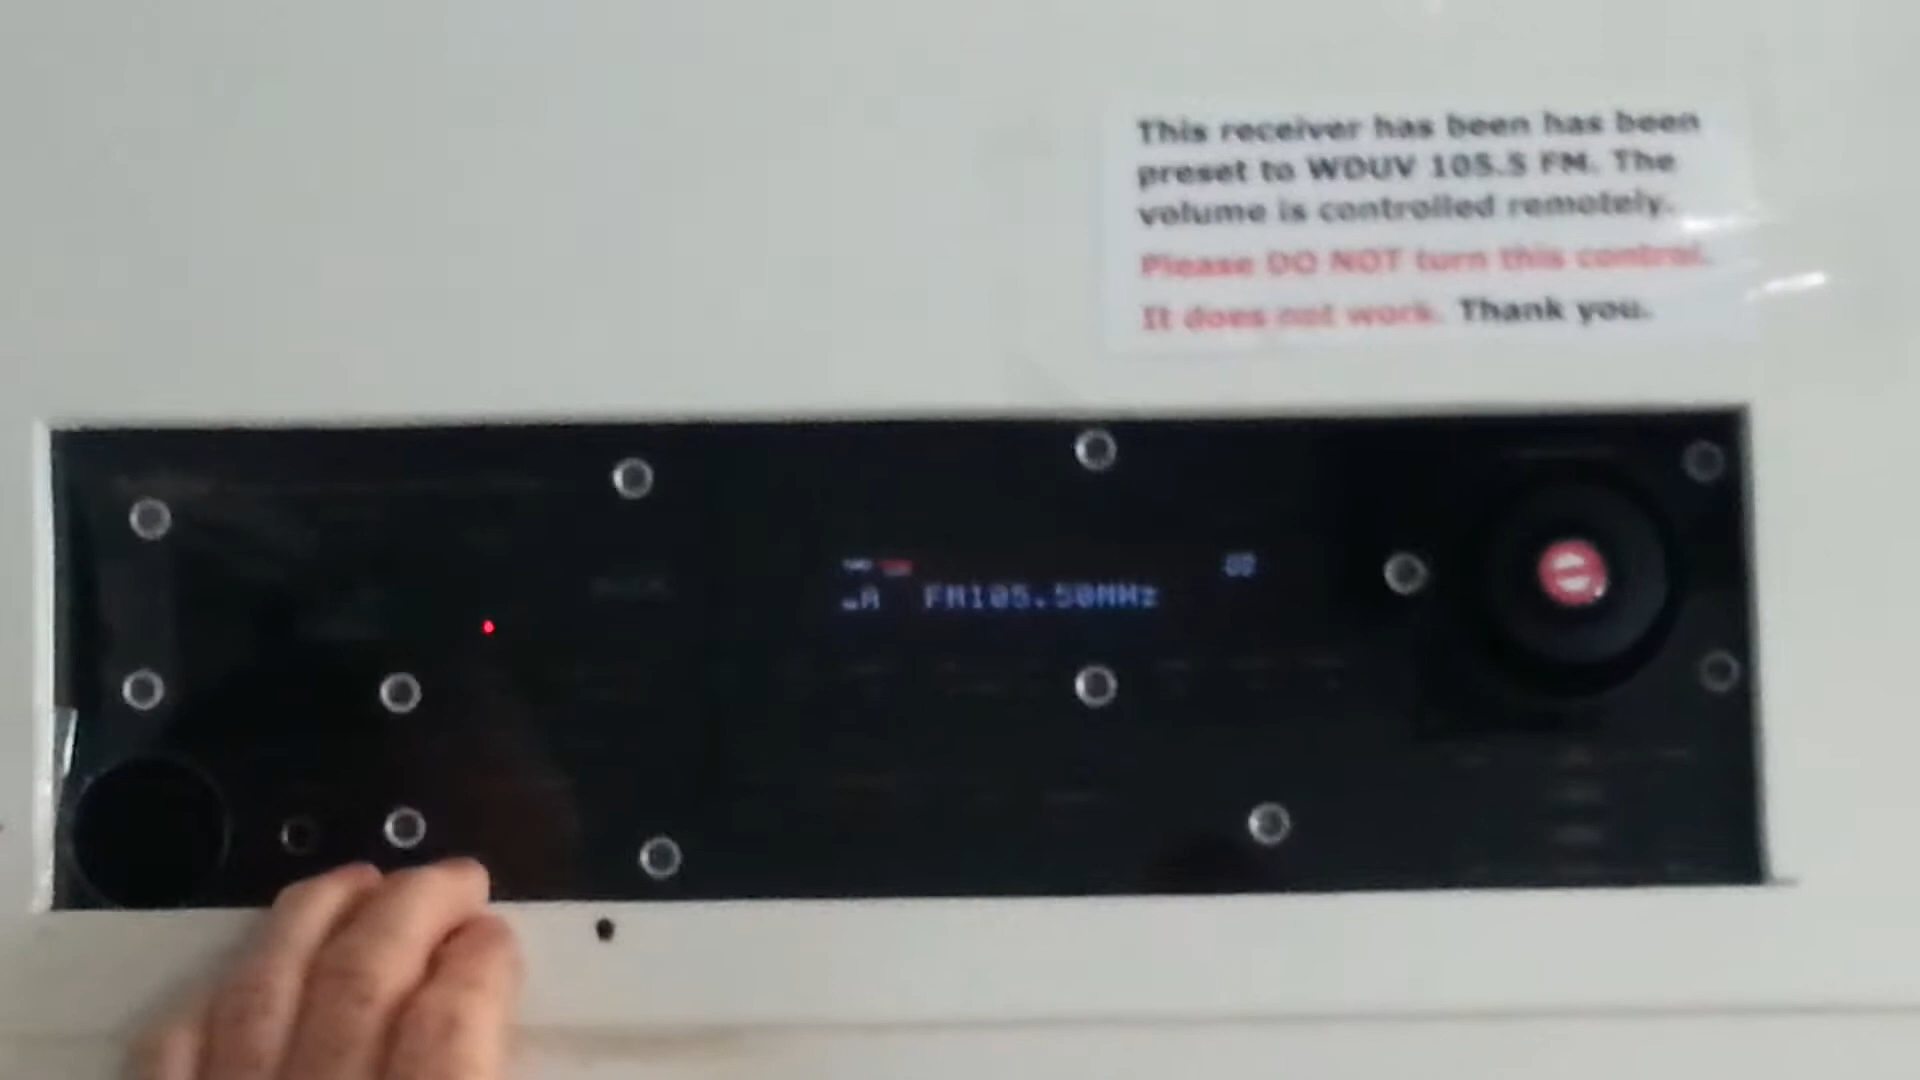 This receiver has been has been
preset to WDUV 105.5 FM. The
volume is controlled remotely.
Please DO NOT turn this control.
It does not work. Thank you.
FM105.50MHz